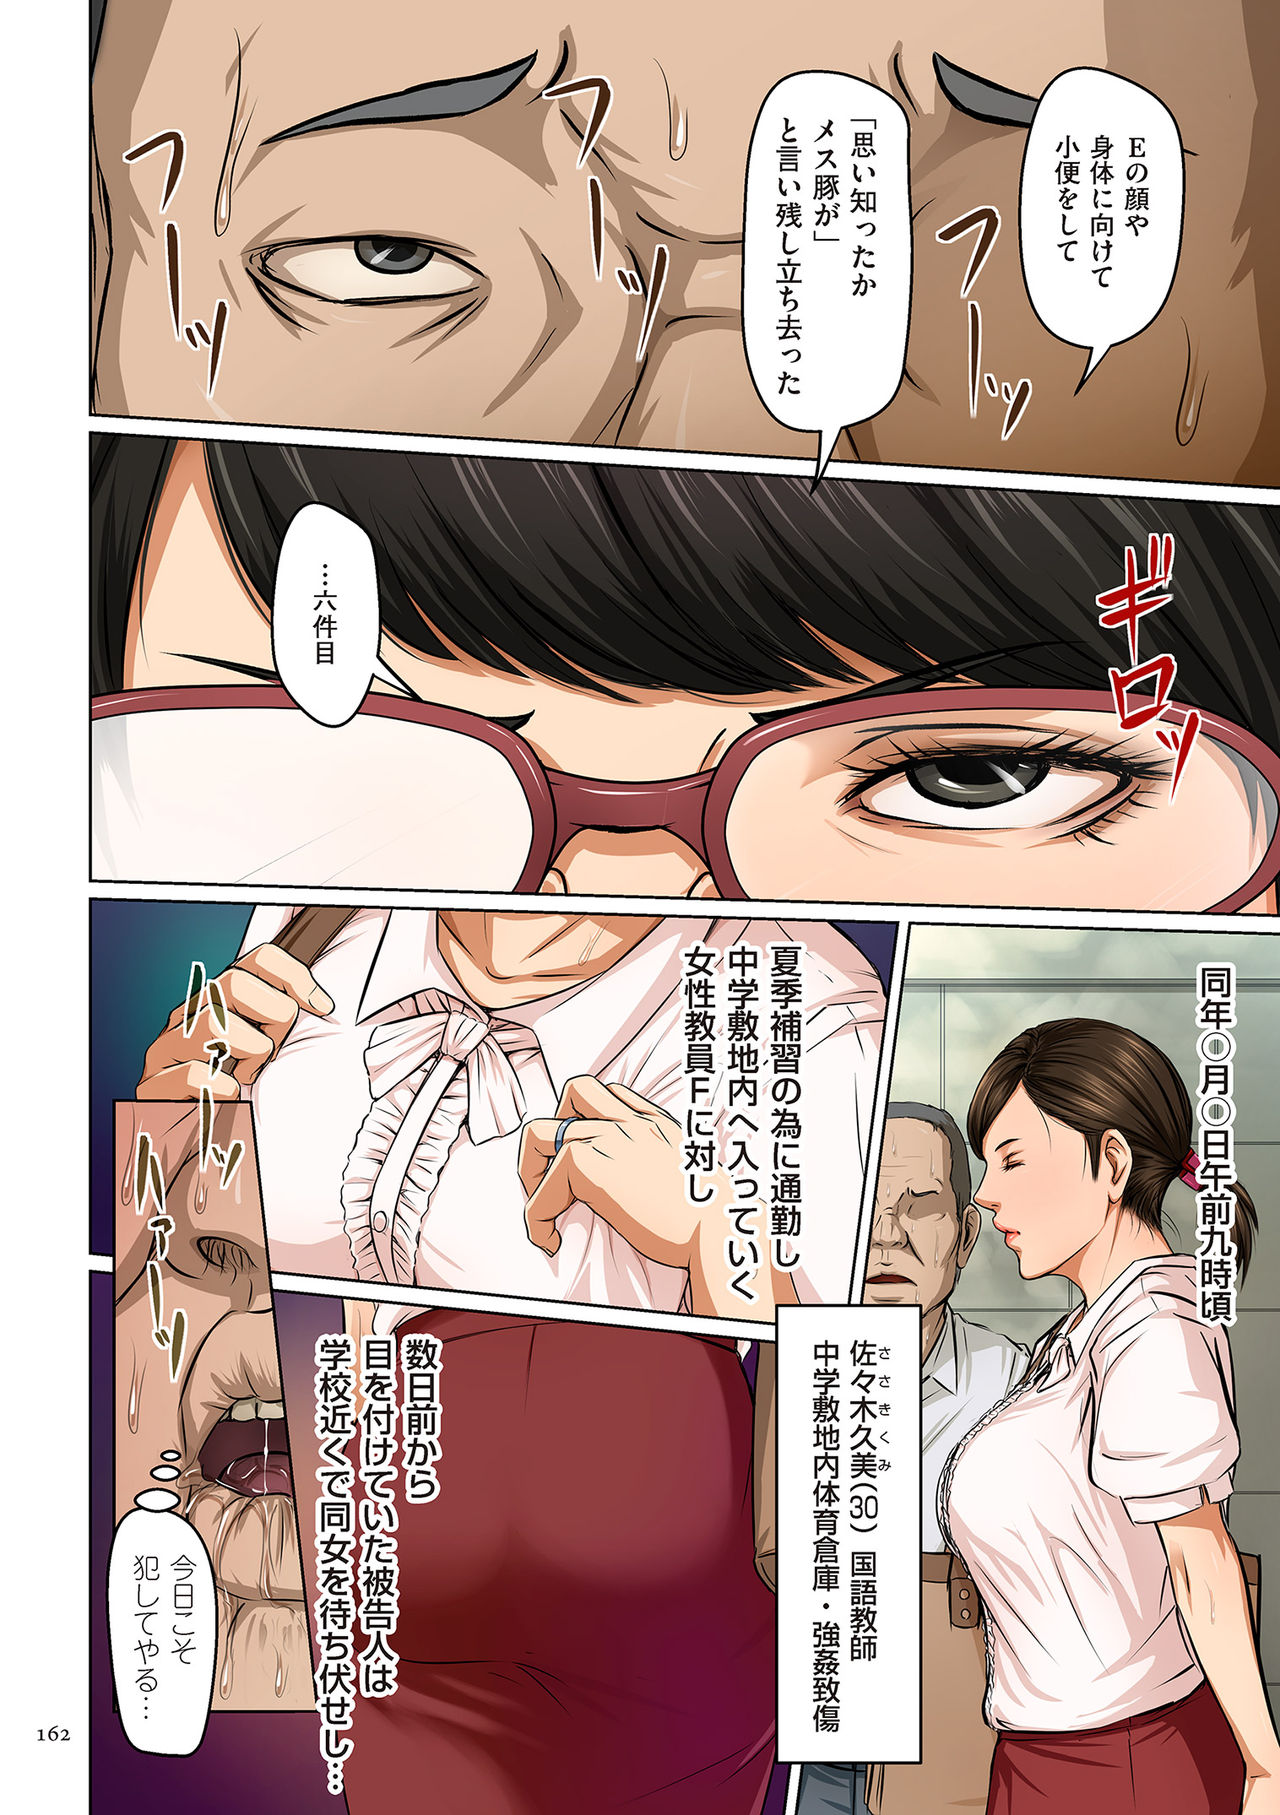 Eの顔や
身体に向けて
小便をして
「思い知ったか
メス豚が」
と言い残し立ち去った
フーッ
フーッ
フーッ
ギロッ
…六件目
同年○月○日午前九時頃
佐々木久美(30) 国語教師
ささきくみ
中学敷地内体育倉庫・強姦致傷
夏季補習の為に通勤し
中学敷地内へ入っていく
女性教員Fに対し
ハァ
ハァ
数日前から
目を付けていた被告人は
学校近くで同女を待ち伏せし…
今日こそ
犯してやる…
162